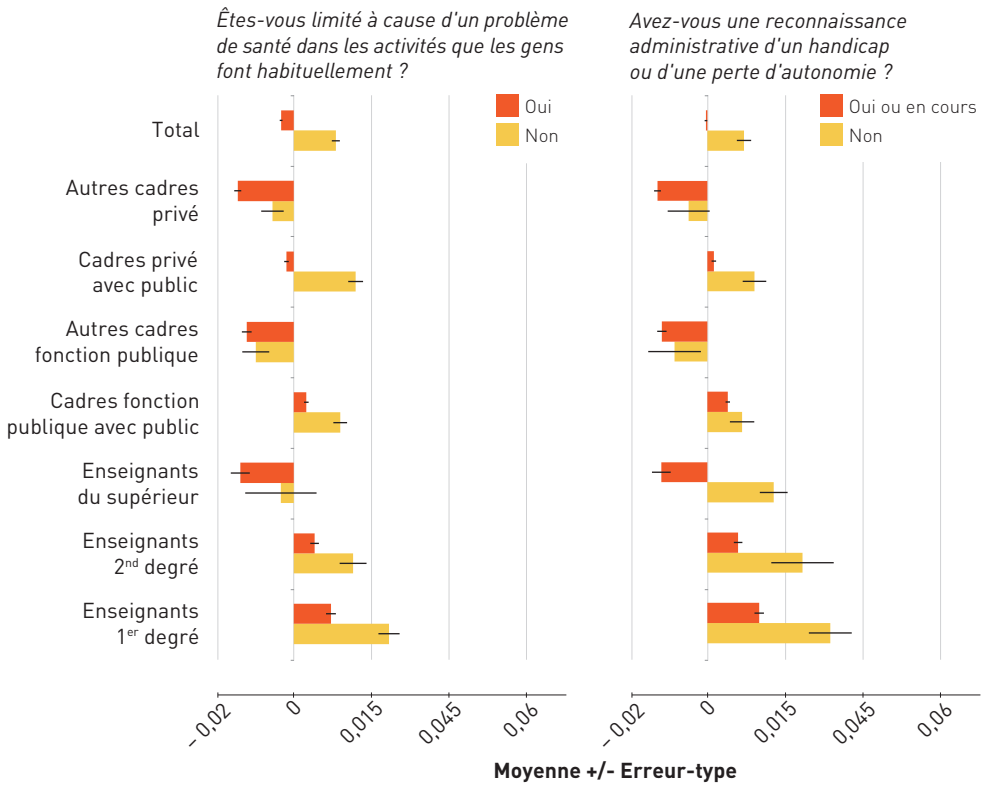 Êtes-vous limité à cause d'un problème
de santé dans les activités que les gens
font habituellement ?
Avez-vous une reconnaissance
administrative d'un handicap
ou d'une perte d'autonomie ?
Oui
Non
Oui ou en cours
Non
Total
Autres cadres
privé
Cadres privé
avec public
Autres cadres
fonction publique
Cadres fonction
publique avec public
Enseignants
du supérieur
Enseignants
2nd degré
Enseignants
1er degré
– 0,02
0
0,015
0,045
0,06
– 0,02
0
0,015
0,045
0,06
Moyenne +/- Erreur-type